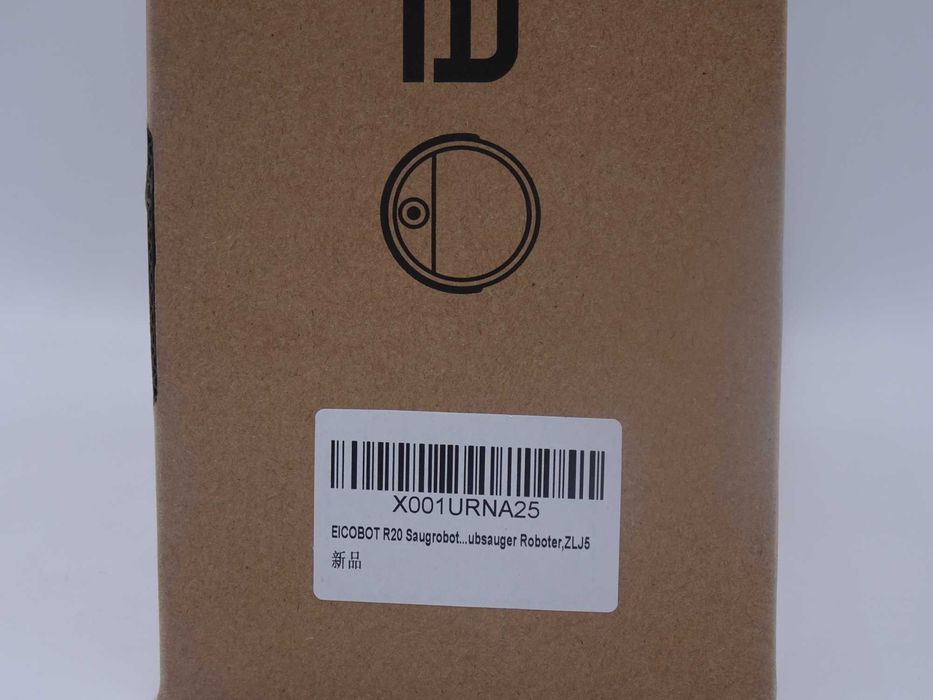 X001URNA25
EICOBOT R20 Saugrobot...ubsauger Roboter,ZLJ5
新品